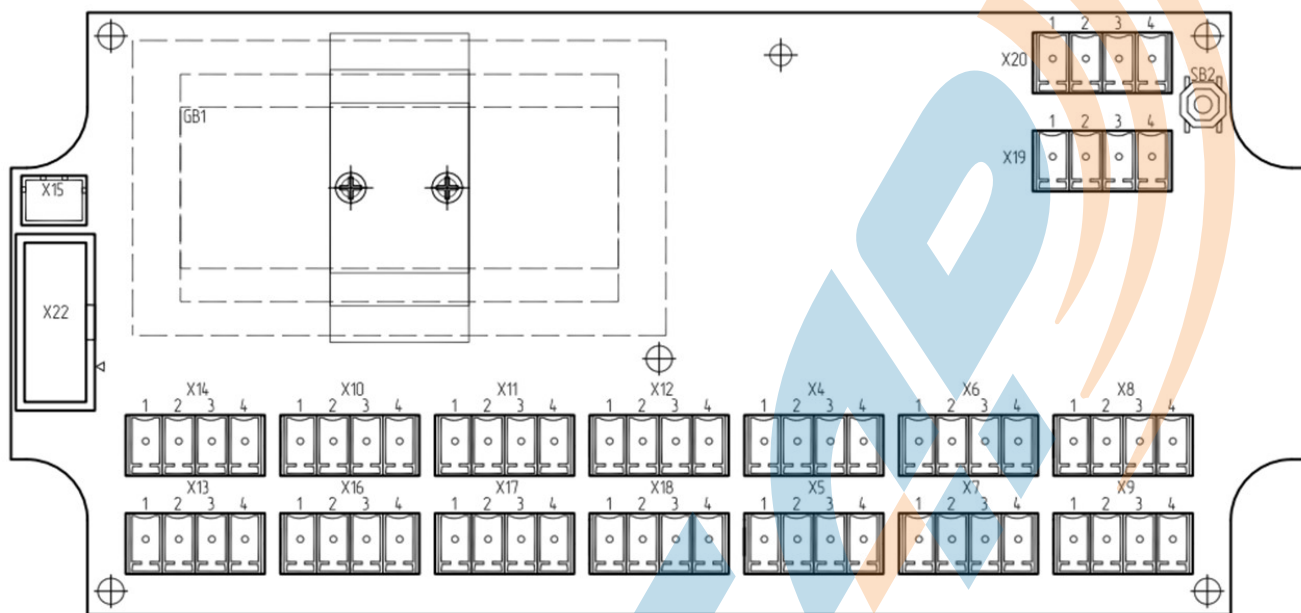 1 2 3 4
X20
SB2
GB1
1 2 3 4
X19
X15
X22
X14 X10 X11 X12 X4 X6 X8
1 2 3 4 1 2 3 4 1 2 3 4 1 2 3 4 1 2 3 4 1 2 3 4 1 2 3 4
X13 X16 X17 X18 X5 X7 X9
1 2 3 4 1 2 3 4 1 2 3 4 1 2 3 4 1 2 3 4 1 2 3 4 1 2 3 4